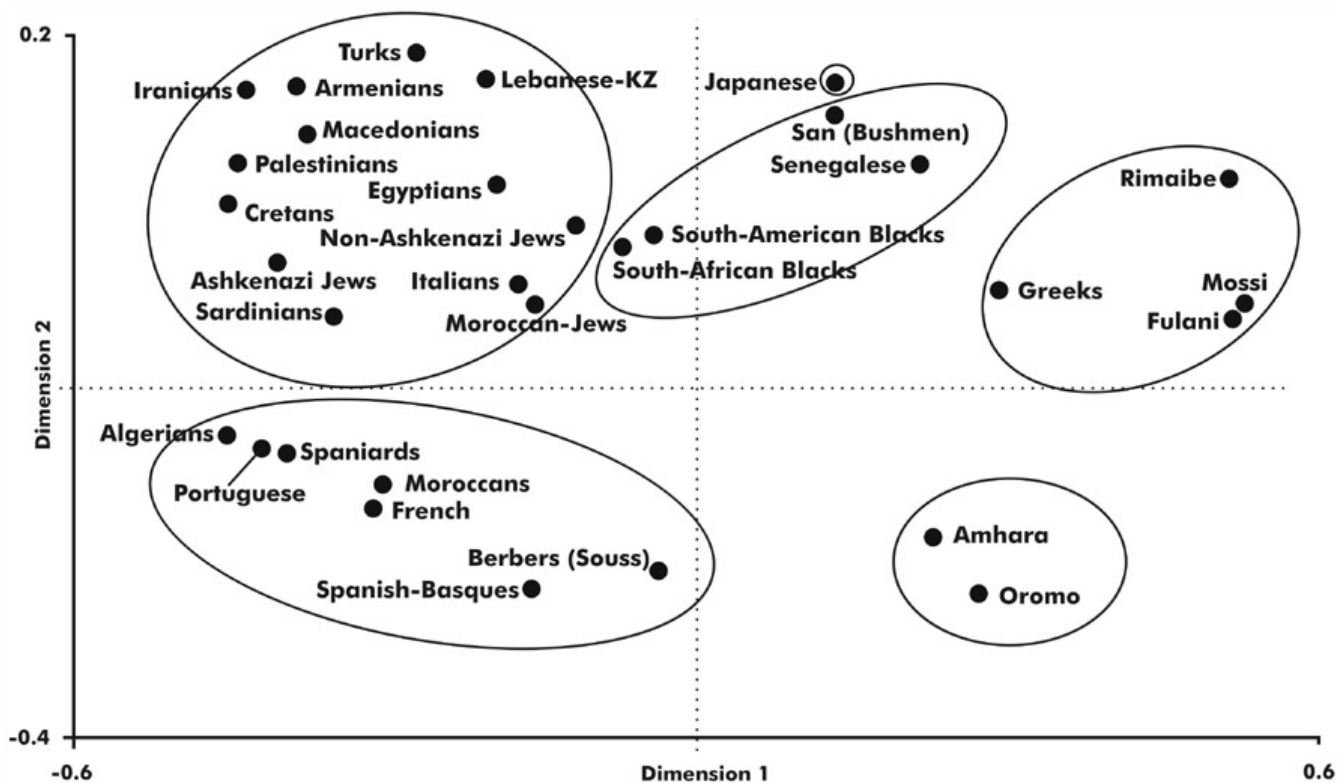 0.2
Turks
Lebanese-KZ
Japanese
Iranians
Armenians
Macedonians
San (Bushmen)
Palestinians
Senegalese
Rimaibe
Egyptians
Cretans
Non-Ashkenazi Jews
South-American Blacks
South-African Blacks
Ashkenazi Jews
Italians
Greeks
Mossi
Sardinians
Moroccan-Jews
Fulani
Dimension 2
Algerians
Spaniards
Portuguese
Moroccans
French
Amhara
Berbers (Souss)
Spanish-Basques
Oromo
-0.4
-0.6
Dimension 1
0.6